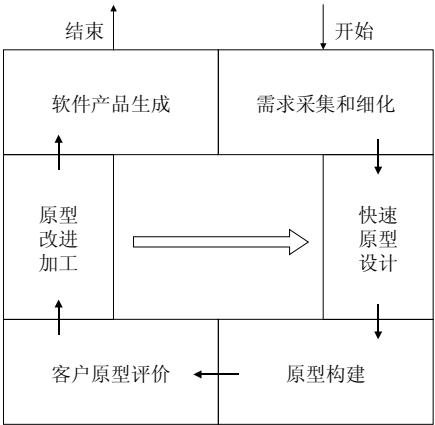 结束
开始
软件产品生成
需求采集和细化
原型
改进
加工
快速
原型
设计
客户原型评价
原型构建